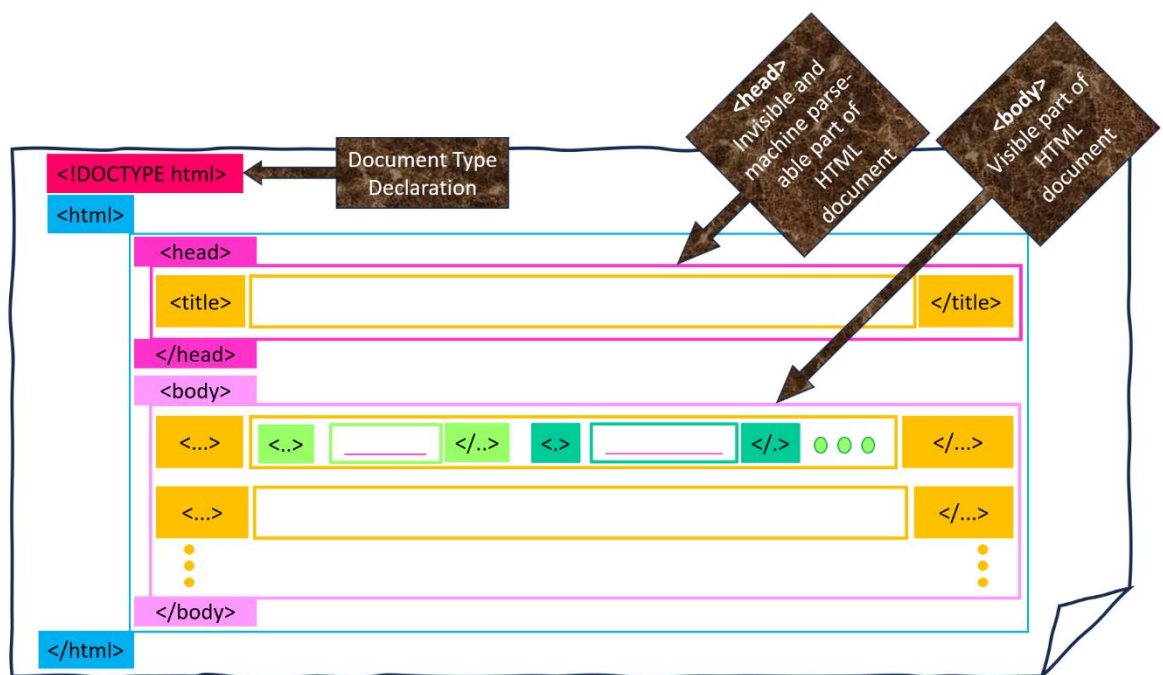 <head>
Invisible and
machine parse-
able part of
HTML
document
<body>
Visible part of
HTML
document
<!DOCTYPE html>
Document Type
Declaration
<html>
<head>
<title> </title>
</head>
<body>
<...> <..> </..> <.> </.> </...>
<...> </...>
</body>
</html>